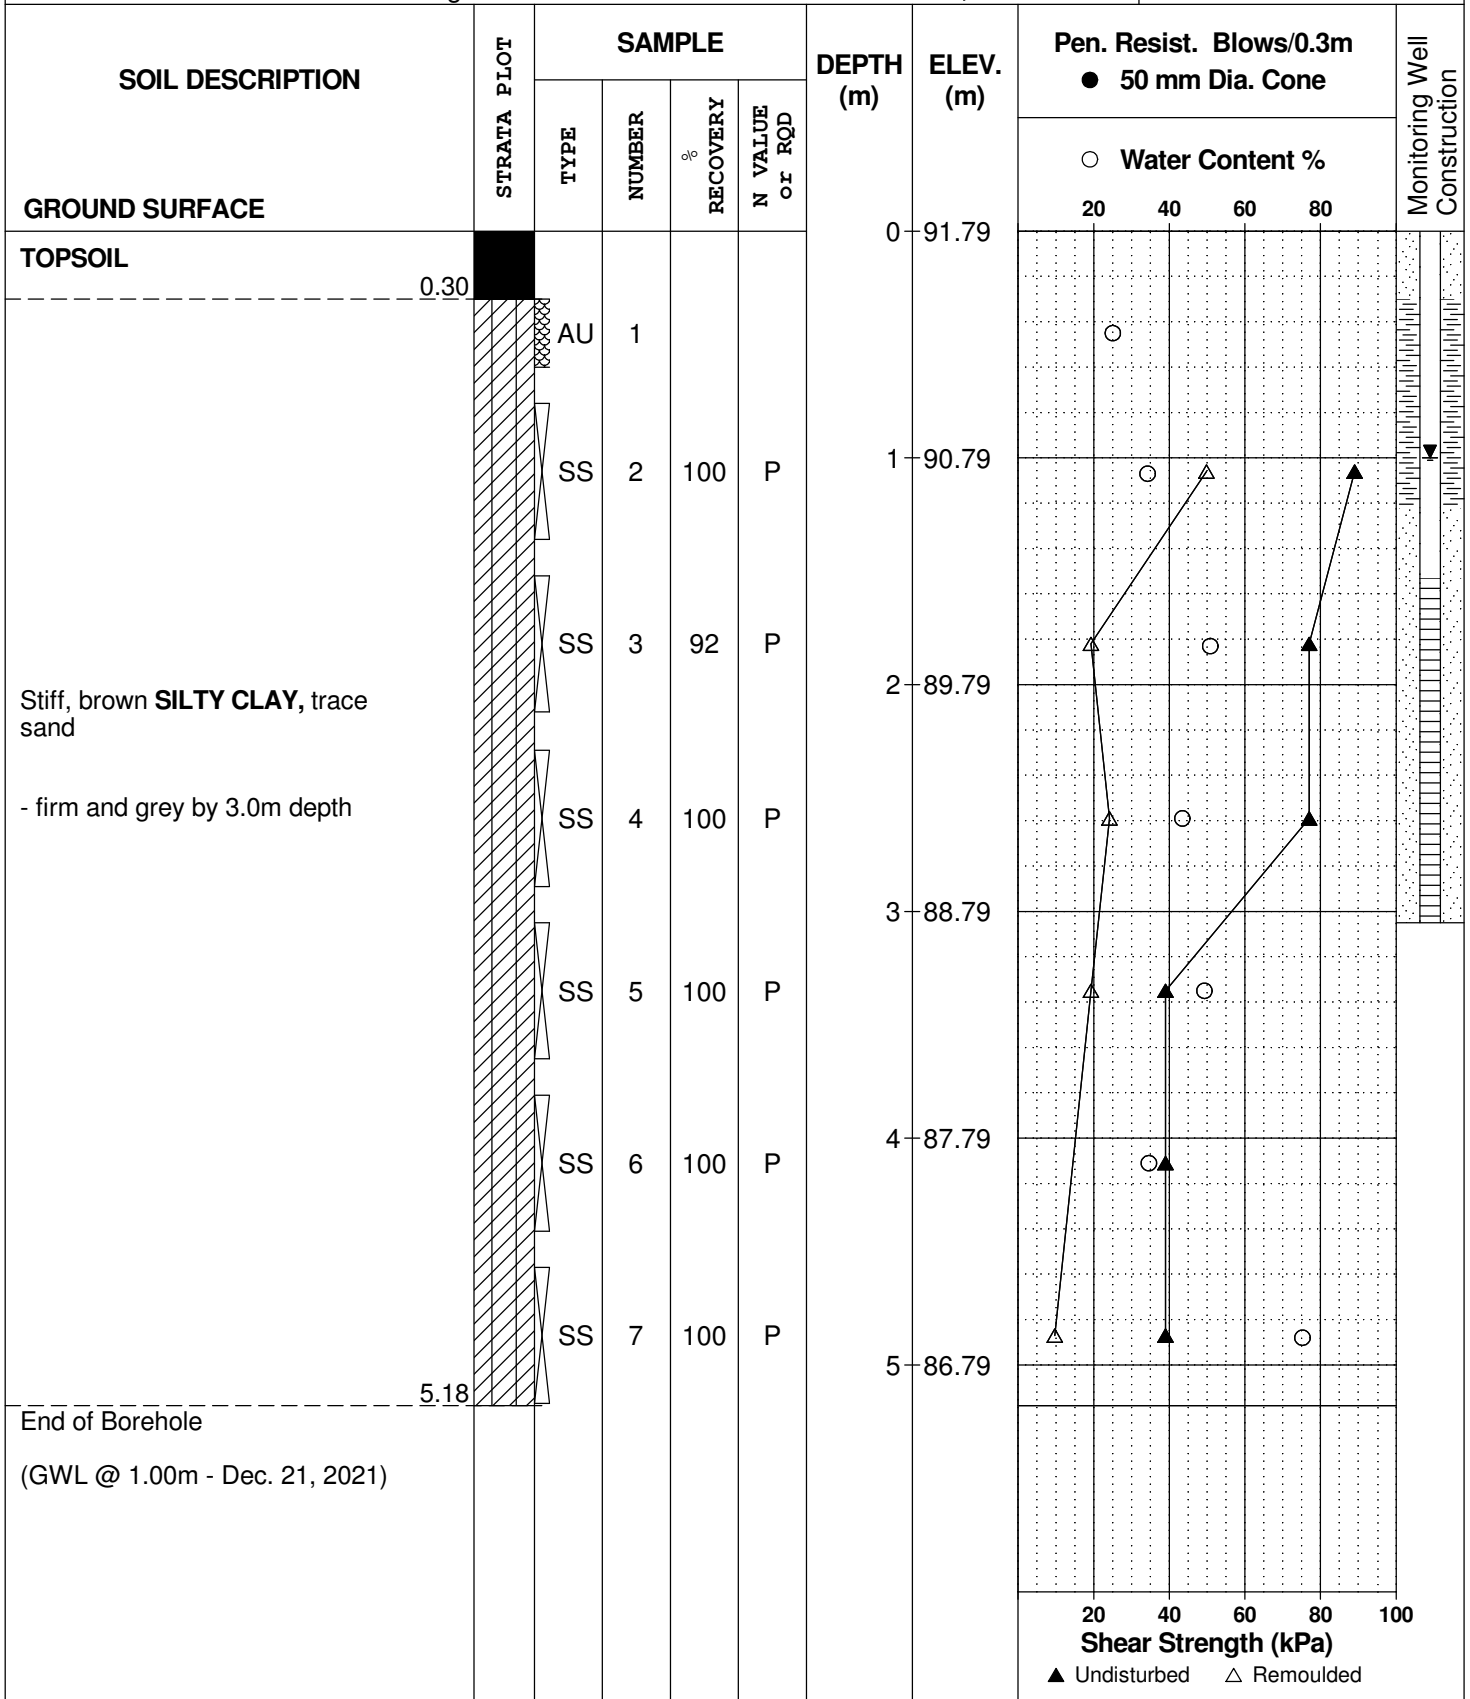 SOIL DESCRIPTION
GROUND SURFACE
STRATA PLOT
SAMPLE
TYPE
NUMBER
%
RECOVERY
N VALUE
or RQD
DEPTH
(m)
ELEV.
(m)
Pen. Resist. Blows/0.3m
● 50 mm Dia. Cone
○ Water Content %
20 40 60 80
Monitoring Well
Construction
0 91.79
TOPSOIL
0.30
AU 1
1 90.79
SS 2 100 P
SS 3 92 P
2 89.79
Stiff, brown SILTY CLAY, trace
sand
- firm and grey by 3.0m depth
SS 4 100 P
3 88.79
SS 5 100 P
4 87.79
SS 6 100 P
SS 7 100 P
5 86.79
5.18
End of Borehole
(GWL @ 1.00m - Dec. 21, 2021)
20 40 60 80 100
Shear Strength (kPa)
▲ Undisturbed △ Remoulded